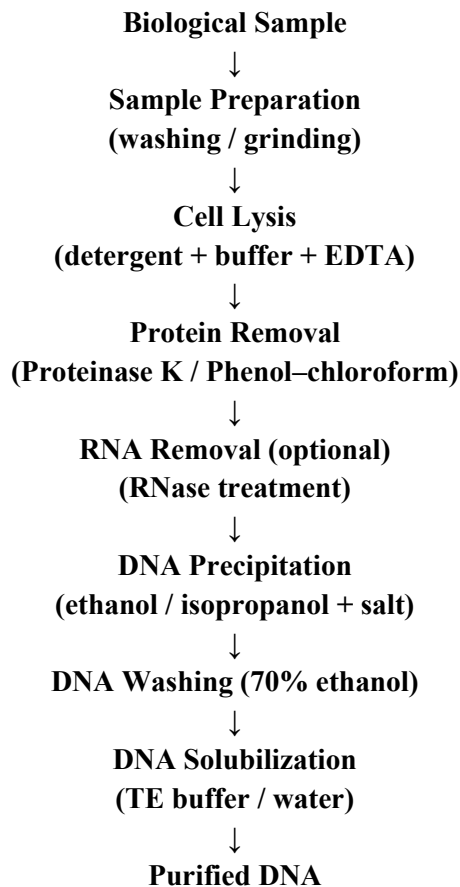 Biological Sample
↓
Sample Preparation
(washing / grinding)
↓
Cell Lysis
(detergent + buffer + EDTA)
↓
Protein Removal
(Proteinase K / Phenol–chloroform)
↓
RNA Removal (optional)
(RNase treatment)
↓
DNA Precipitation
(ethanol / isopropanol + salt)
↓
DNA Washing (70% ethanol)
↓
DNA Solubilization
(TE buffer / water)
↓
Purified DNA